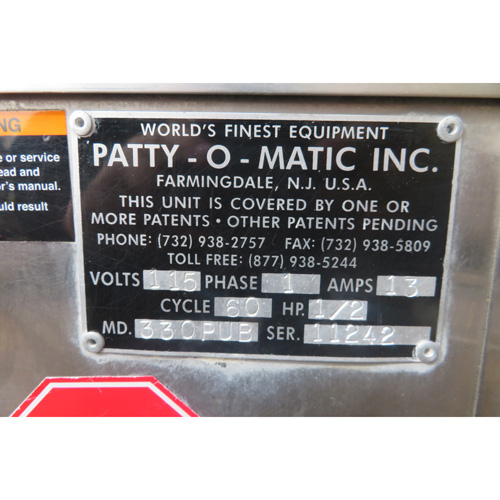 NG
e or service
ead and
r's manual.
uld result
WORLD'S FINEST EQUIPMENT
PATTY - O - MATIC INC.
FARMINGDALE, N.J. U.S.A.
THIS UNIT IS COVERED BY ONE OR
MORE PATENTS • OTHER PATENTS PENDING
PHONE: (732) 938-2757 FAX: (732) 938-5809
TOLL FREE: (877) 938-5244
VOLTS 115 PHASE 1 AMPS 13
CYCLE 60 HP. 1/2
MD. 330PUB SER. 11242